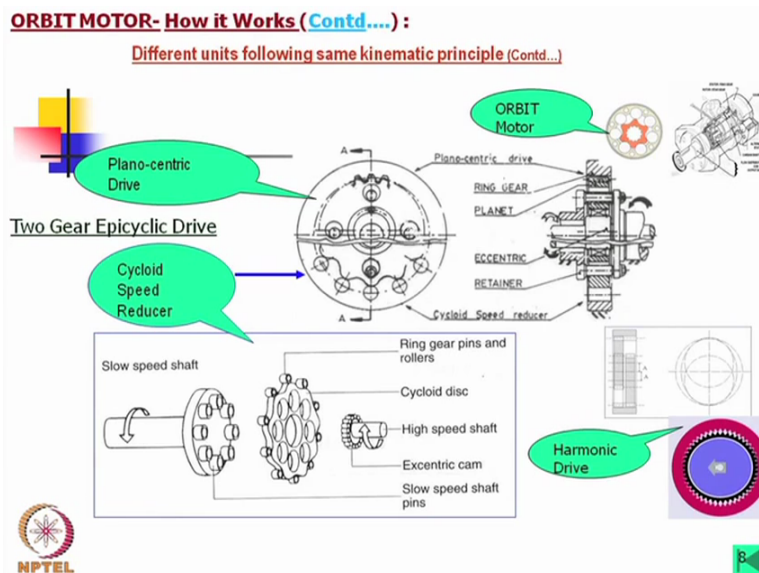 ORBIT MOTOR- How it Works (Contd....) :
Different units following same kinematic principle (Contd...)
ORBIT
Motor
Plano-centric
Drive
Two Gear Epicyclic Drive
Cycloid
Speed
Reducer
A
Plano-centric drive
RING GEAR
PLANET
ECCENTRIC
RETAINER
A
Cycloid Speed reducer
Slow speed shaft
Ring gear pins and
rollers
Cycloid disc
High speed shaft
Excentric cam
Slow speed shaft
pins
A
A
Harmonic
Drive
NPTEL
8